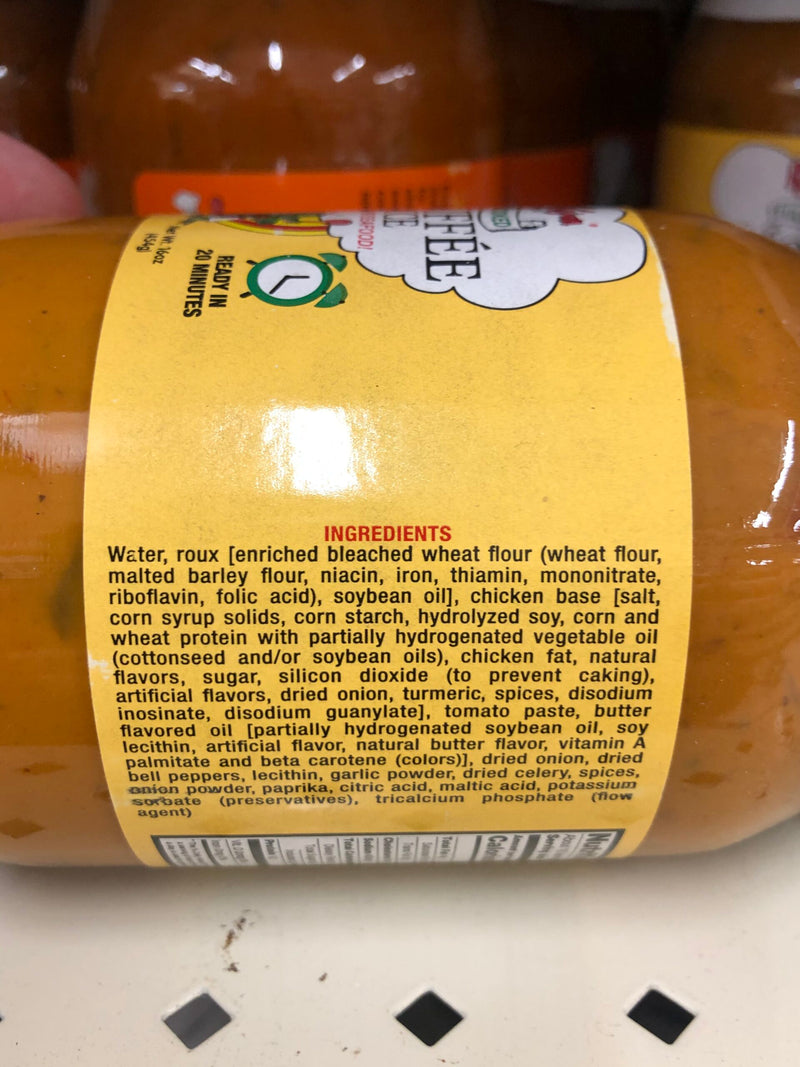 FFÉE
READY IN
20 MINUTES
Net Wt. 16oz
(454g)
INGREDIENTS
Water, roux [enriched bleached wheat flour (wheat flour,
malted barley flour, niacin, iron, thiamin, mononitrate,
riboflavin, folic acid), soybean oil], chicken base [salt,
corn syrup solids, corn starch, hydrolyzed soy, corn and
wheat protein with partially hydrogenated vegetable oil
(cottonseed and/or soybean oils), chicken fat, natural
flavors, sugar, silicon dioxide (to prevent caking),
artificial flavors, dried onion, turmeric, spices, disodium
inosinate, disodium guanylate], tomato paste, butter
flavored oil [partially hydrogenated soybean oil, soy
lecithin, artificial flavor, natural butter flavor, vitamin A
palmitate and beta carotene (colors)], dried onion, dried
bell peppers, lecithin, garlic powder, dried celery, spices,
onion powder, paprika, citric acid, maltic acid, potassium
sorbate (preservatives), tricalcium phosphate (flow
agent)